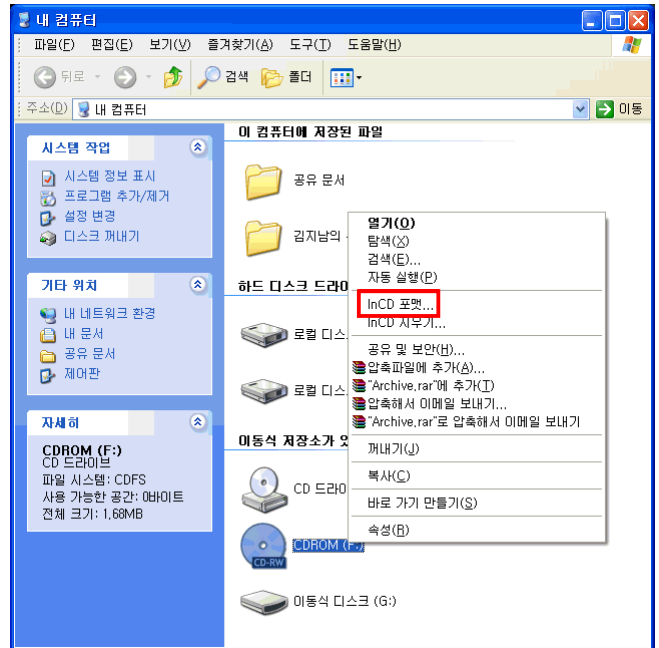 내 컴퓨터
파일(F) 편집(E) 보기(V) 즐겨찾기(A) 도구(T) 도움말(H)
뒤로 검색 폴더
주소(D) 내 컴퓨터 이동
시스템 작업
시스템 정보 표시
프로그램 추가/제거
설정 변경
디스크 꺼내기
기타 위치
내 네트워크 환경
내 문서
공유 문서
제어판
자세히
CDROM (F:)
CD 드라이브
파일 시스템: CDFS
사용 가능한 공간: 0바이트
전체 크기: 1,68MB
이 컴퓨터에 저장된 파일
공유 문서
김지남의
하드 디스크 드라이
로컬 디스
로컬 디스
이동식 저장소가 있
CD 드라이
CDROM (F:)
CD-RW
이동식 디스크 (G:)
열기(O)
탐색(X)
검색(E)...
자동 실행(P)
InCD 포맷...
InCD 지우기...
공유 및 보안(H)...
압축파일에 추가(A)...
"Archive,rar"에 추가(T)
압축해서 이메일 보내기...
"Archive,rar"로 압축해서 이메일 보내기
꺼내기(J)
복사(C)
바로 가기 만들기(S)
속성(R)